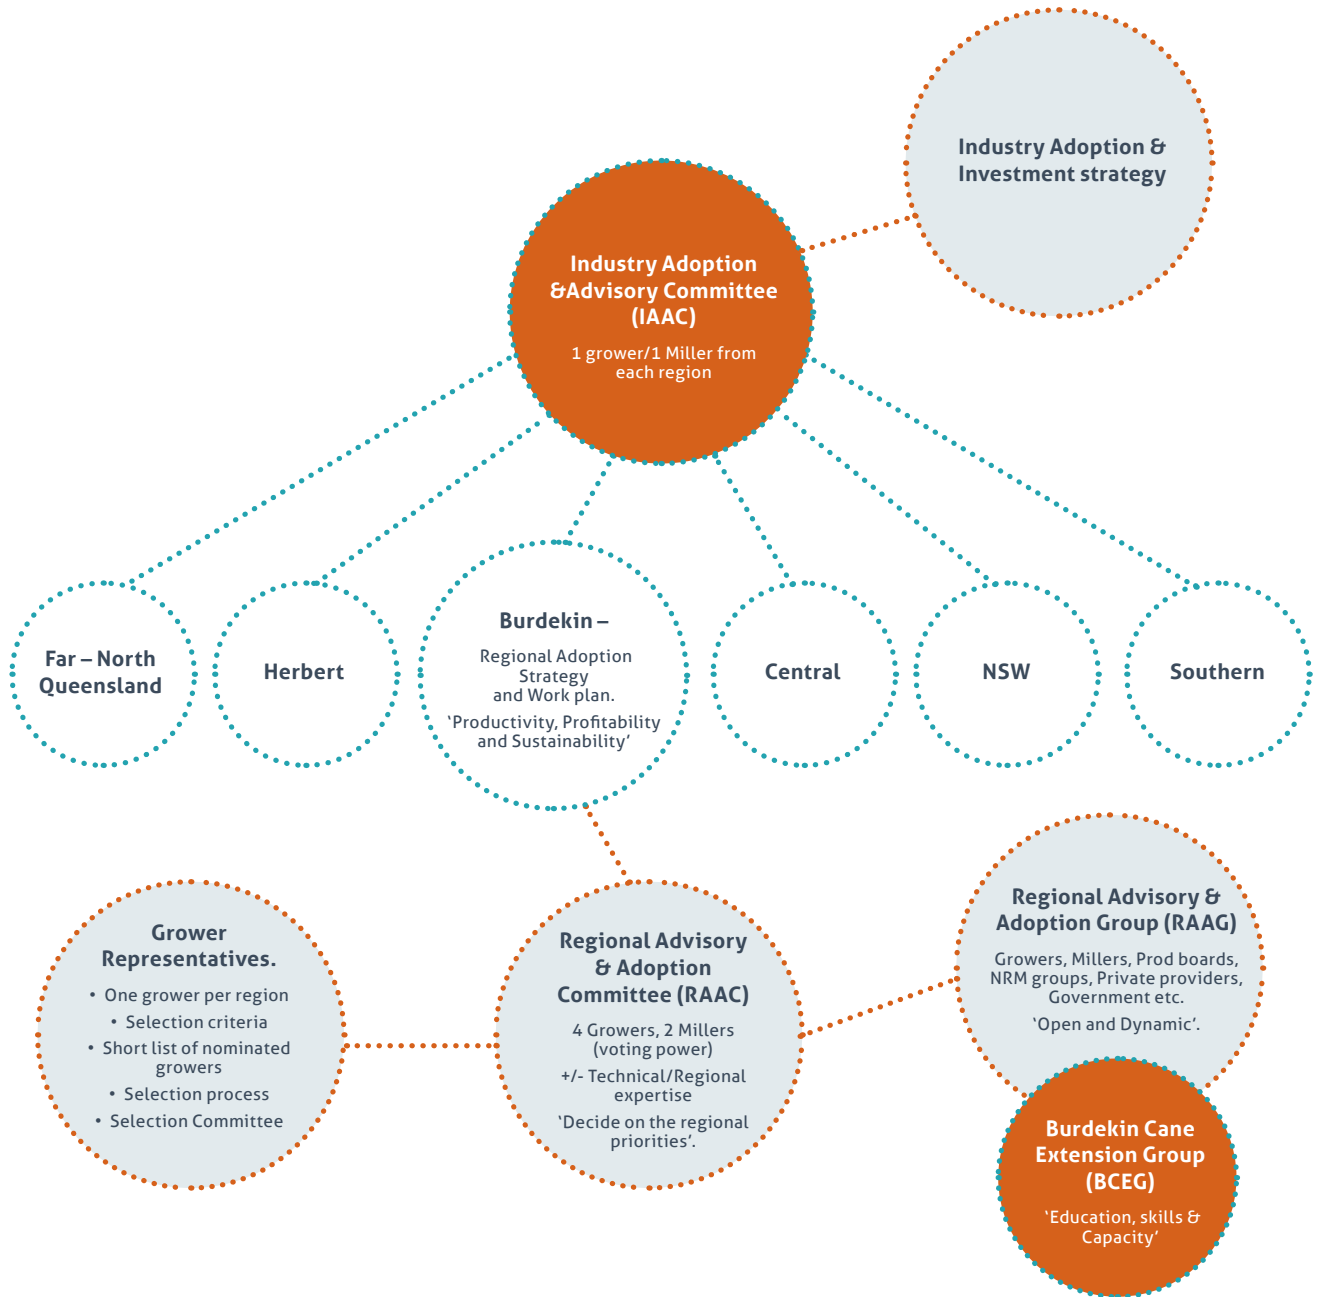 Industry Adoption &
Investment strategy
Industry Adoption
&Advisory Committee
(IAAC)
1 grower/1 Miller from
each region
Far – North
Queensland
Herbert
Burdekin –
Regional Adoption
Strategy
and Work plan.
‘Productivity, Profitability
and Sustainability’
Central
NSW
Southern
Grower
Representatives.
• One grower per region
• Selection criteria
• Short list of nominated
growers
• Selection process
• Selection Committee
Regional Advisory
& Adoption
Committee (RAAC)
4 Growers, 2 Millers
(voting power)
+/- Technical/Regional
expertise
‘Decide on the regional
priorities’.
Regional Advisory &
Adoption Group (RAAG)
Growers, Millers, Prod boards,
NRM groups, Private providers,
Government etc.
‘Open and Dynamic’.
Burdekin Cane
Extension Group
(BCEG)
‘Education, skills &
Capacity’